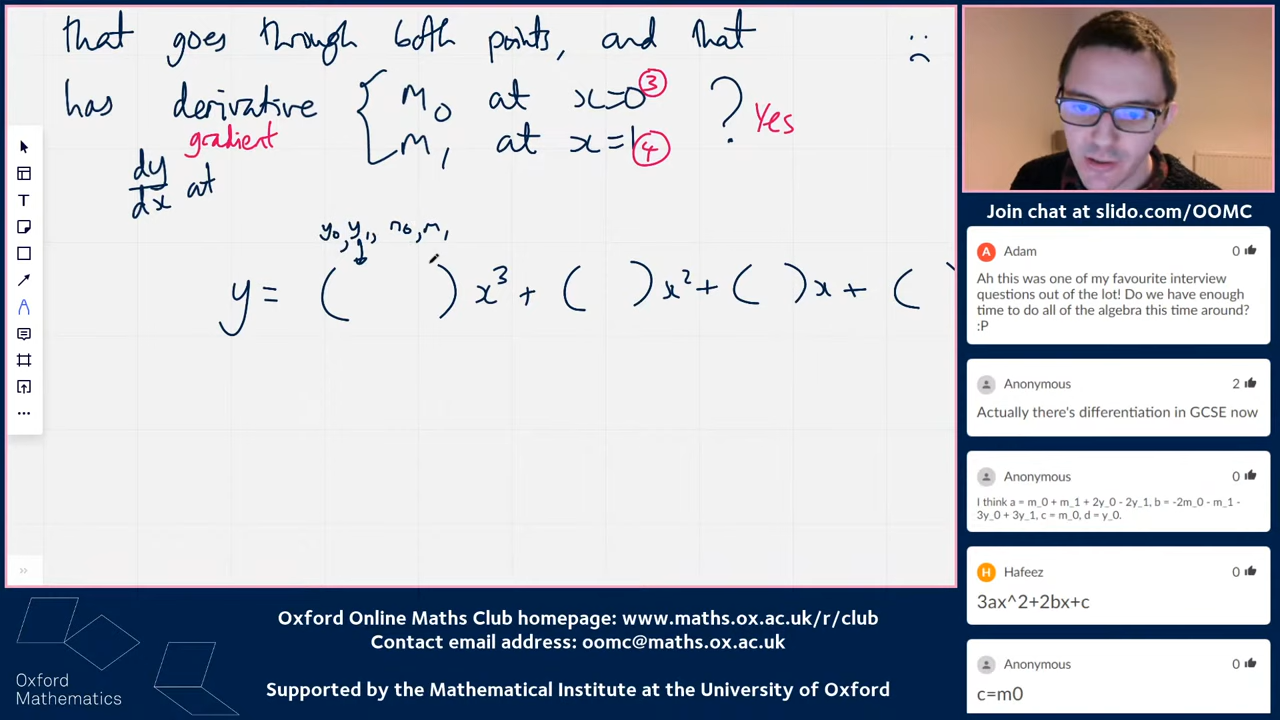 that goes through both points, and that
:(
has derivative { m₀ at x=0 ③ ? Yes
gradient
m₁ at x=1 ④
dy/dx at
y₀, y₁, m₀, m₁
y = ( ) x³ + ( ) x² + ( ) x + ( )
Join chat at slido.com/OOMC
Adam
0
Ah this was one of my favourite interview
questions out of the lot! Do we have enough
time to do all of the algebra this time around?
:P
Anonymous
2
Actually there's differentiation in GCSE now
Anonymous
0
I think a = m_0 + m_1 + 2y_0 - 2y_1, b = -2m_0 - m_1 -
3y_0 + 3y_1, c = m_0, d = y_0.
H
Hafeez
0
3ax^2+2bx+c
Anonymous
0
c=m0
Oxford Online Maths Club homepage: www.maths.ox.ac.uk/r/club
Contact email address: oomc@maths.ox.ac.uk
Supported by the Mathematical Institute at the University of Oxford
Oxford
Mathematics